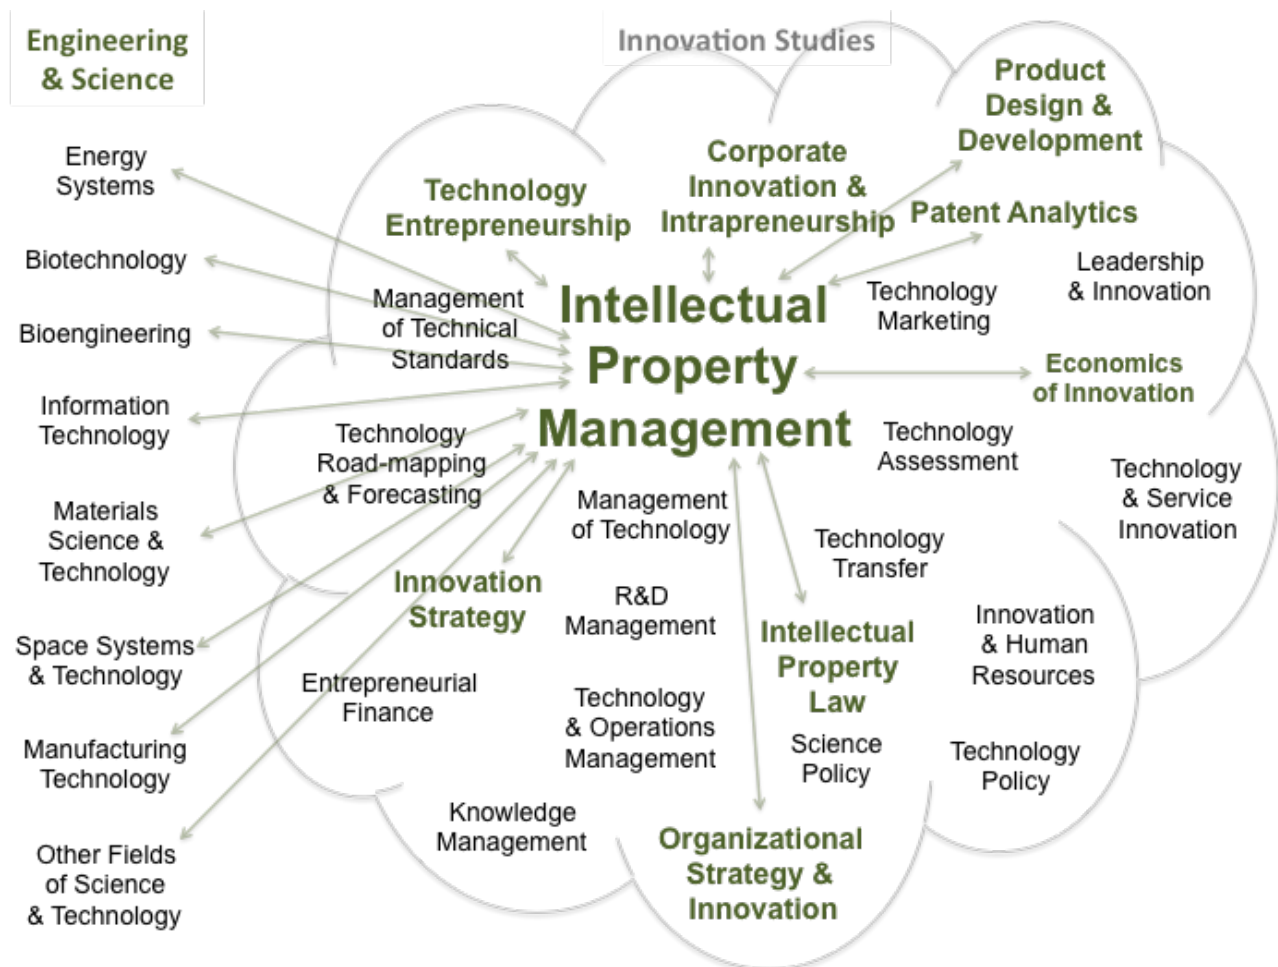 Engineering
& Science
Innovation Studies
Energy
Systems
Biotechnology
Bioengineering
Information
Technology
Materials
Science &
Technology
Space Systems
& Technology
Manufacturing
Technology
Other Fields
of Science
& Technology
Technology
Entrepreneurship
Corporate
Innovation &
Intrapreneurship
Product
Design &
Development
Patent Analytics
Leadership
& Innovation
Management
of Technical
Standards
Intellectual
Property
Management
Technology
Marketing
Economics
of Innovation
Technology
Road-mapping
& Forecasting
Technology
Assessment
Technology
& Service
Innovation
Management
of Technology
Technology
Transfer
Innovation
Strategy
R&D
Management
Intellectual
Property
Law
Innovation
& Human
Resources
Entrepreneurial
Finance
Technology
& Operations
Management
Science
Policy
Technology
Policy
Knowledge
Management
Organizational
Strategy &
Innovation